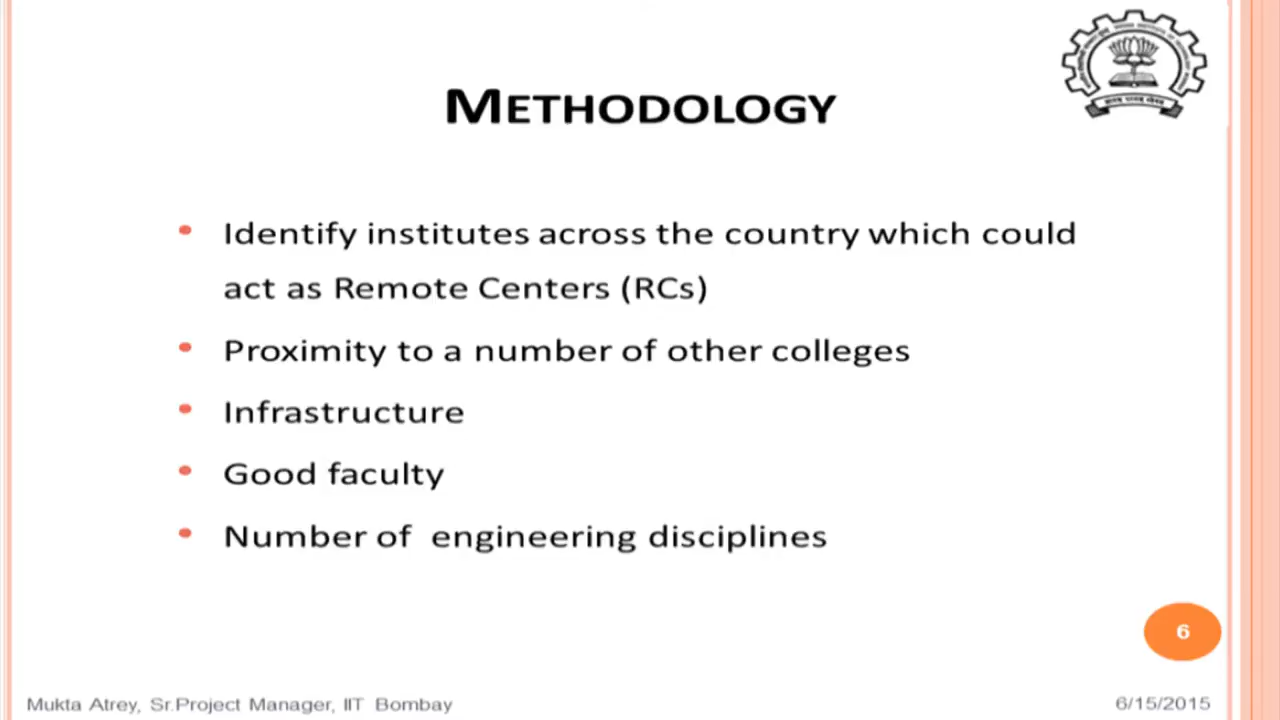 METHODOLOGY
• Identify institutes across the country which could
act as Remote Centers (RCs)
• Proximity to a number of other colleges
• Infrastructure
• Good faculty
• Number of engineering disciplines
6
Mukta Atrey, Sr.Project Manager, IIT Bombay
6/15/2015